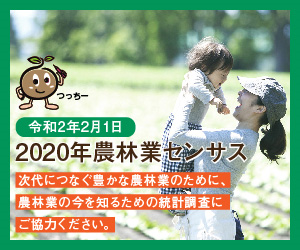 つっちー
令和2年2月1日
2020年農林業センサス
次代につなぐ豊かな農林業のために、
農林業の今を知るための統計調査に
ご協力ください。